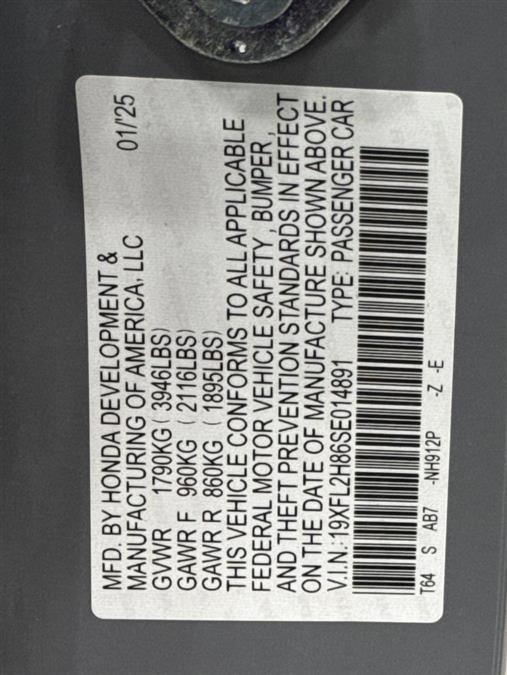 MFD. BY HONDA DEVELOPMENT & 01/'25
MANUFACTURING OF AMERICA, LLC
GVWR 1790KG ( 3946LBS)
GAWR F 960KG ( 2116LBS)
GAWR R 860KG ( 1895LBS)
THIS VEHICLE CONFORMS TO ALL APPLICABLE
FEDERAL MOTOR VEHICLE SAFETY, BUMPER,
AND THEFT PREVENTION STANDARDS IN EFFECT
ON THE DATE OF MANUFACTURE SHOWN ABOVE.
V.I.N.: 19XFL2H86SE014891 TYPE: PASSENGER CAR
T64 S AB7 -NH912P -Z -E